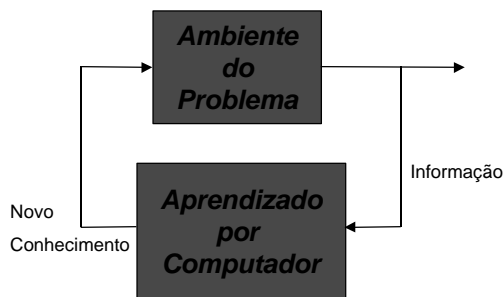 Ambiente
do
Problema
Informação
Aprendizado
por
Computador
Novo
Conhecimento